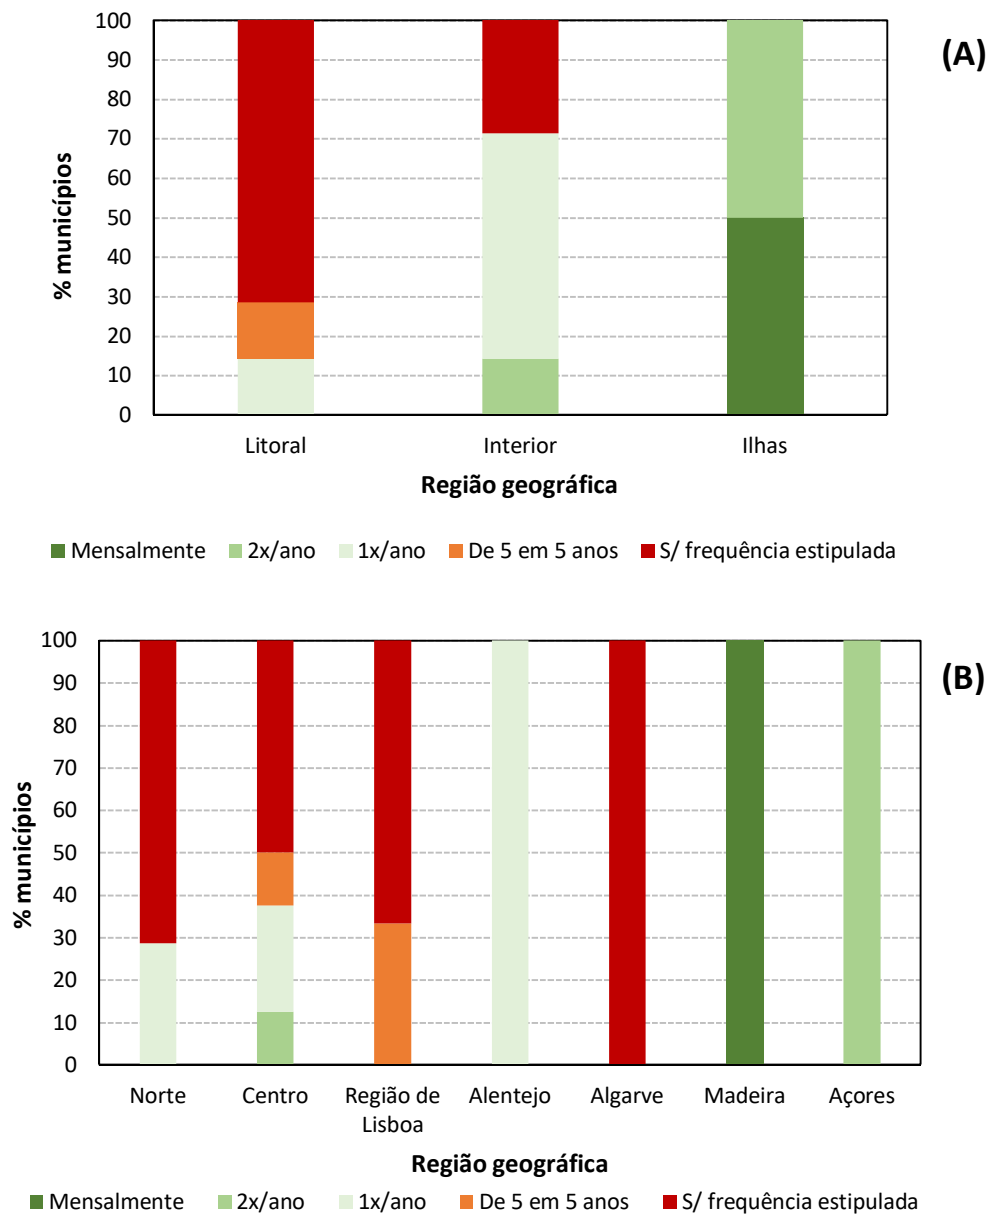 (A)
% municípios
100
90
80
70
60
50
40
30
20
10
0
Litoral Interior Ilhas
Região geográfica
Mensalmente 2x/ano 1x/ano De 5 em 5 anos S/ frequência estipulada
(B)
% municípios
100
90
80
70
60
50
40
30
20
10
0
Norte Centro Região de Alentejo Algarve Madeira Açores
Lisboa
Região geográfica
Mensalmente 2x/ano 1x/ano De 5 em 5 anos S/ frequência estipulada